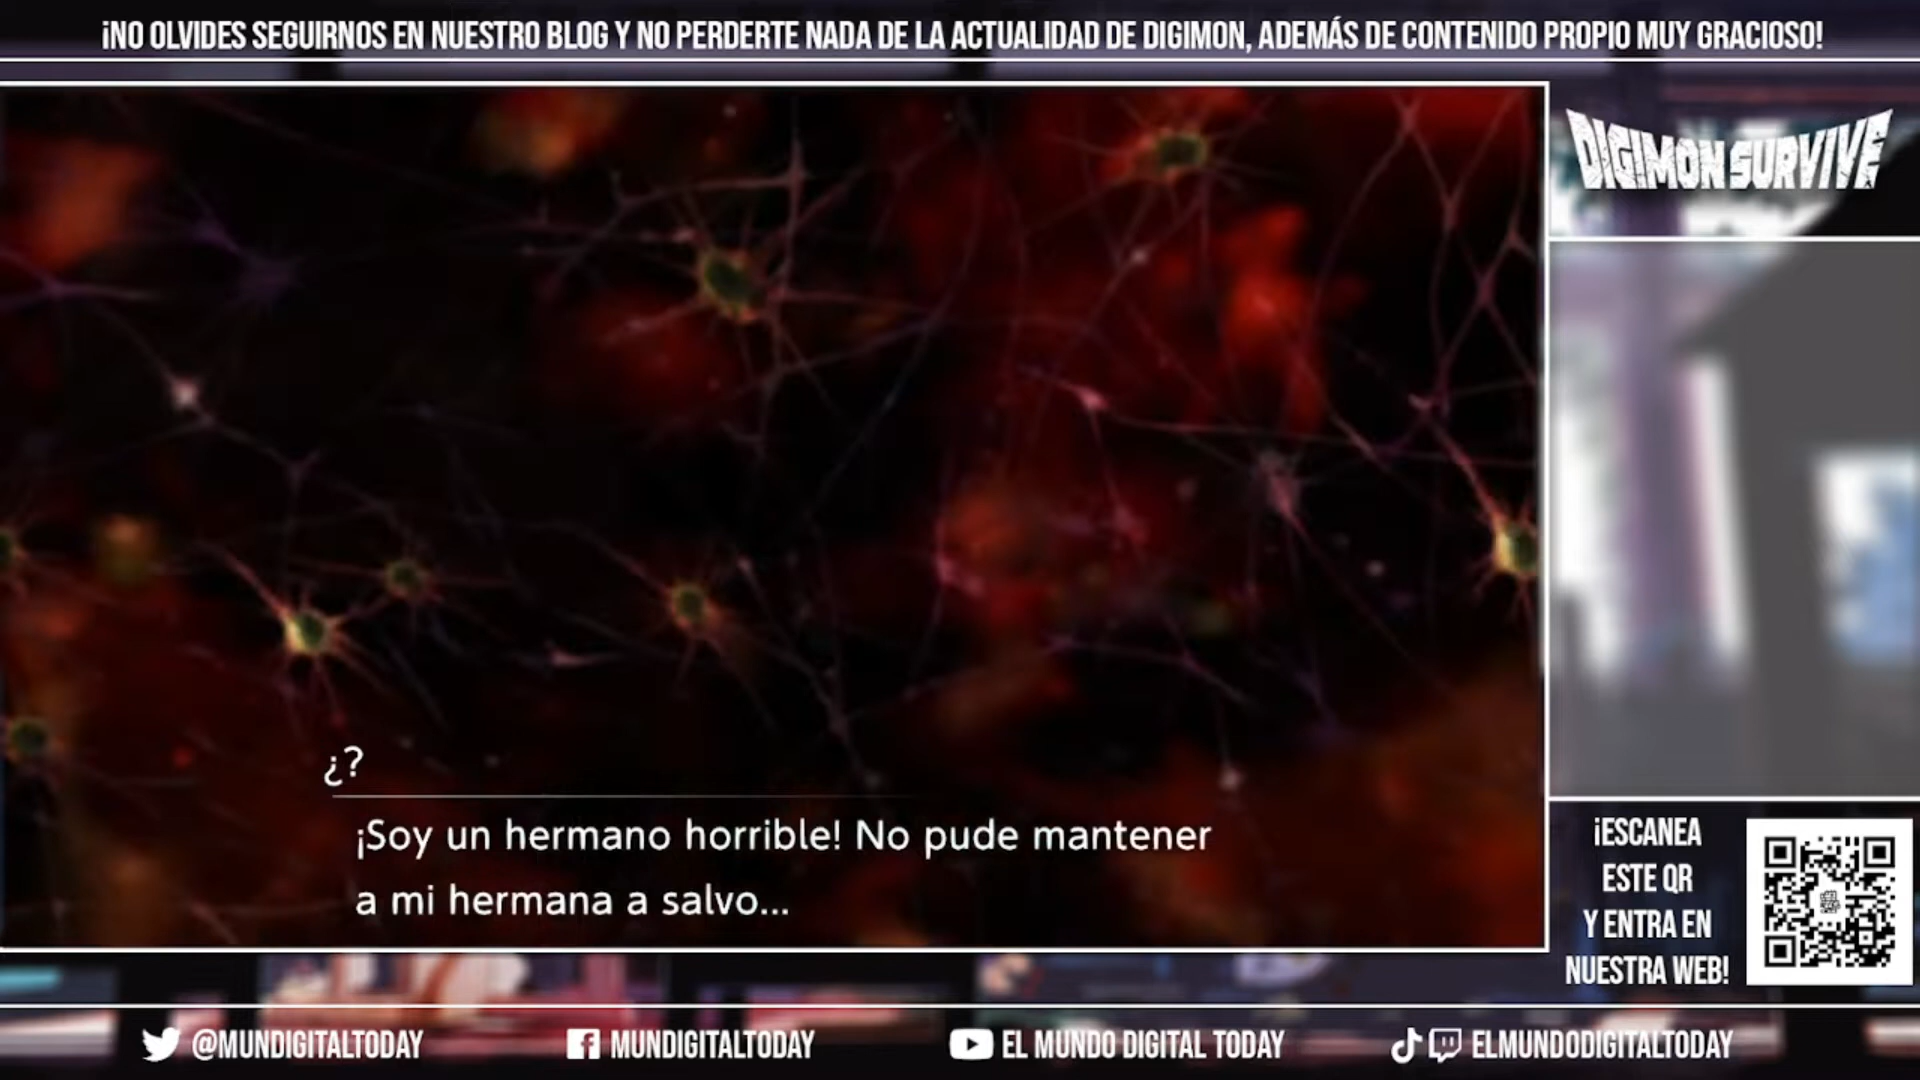 ¡NO OLVIDES SEGUIRNOS EN NUESTRO BLOG Y NO PERDERTE NADA DE LA ACTUALIDAD DE DIGIMON, ADEMÁS DE CONTENIDO PROPIO MUY GRACIOSO!
DIGIMON SURVIVE
¿?
¡Soy un hermano horrible! No pude mantener
a mi hermana a salvo...
¡ESCANEA
ESTE QR
Y ENTRA EN
NUESTRA WEB!
@MUNDIGITALTODAY
MUNDIGITALTODAY
EL MUNDO DIGITAL TODAY
ELMUNDODIGITALTODAY